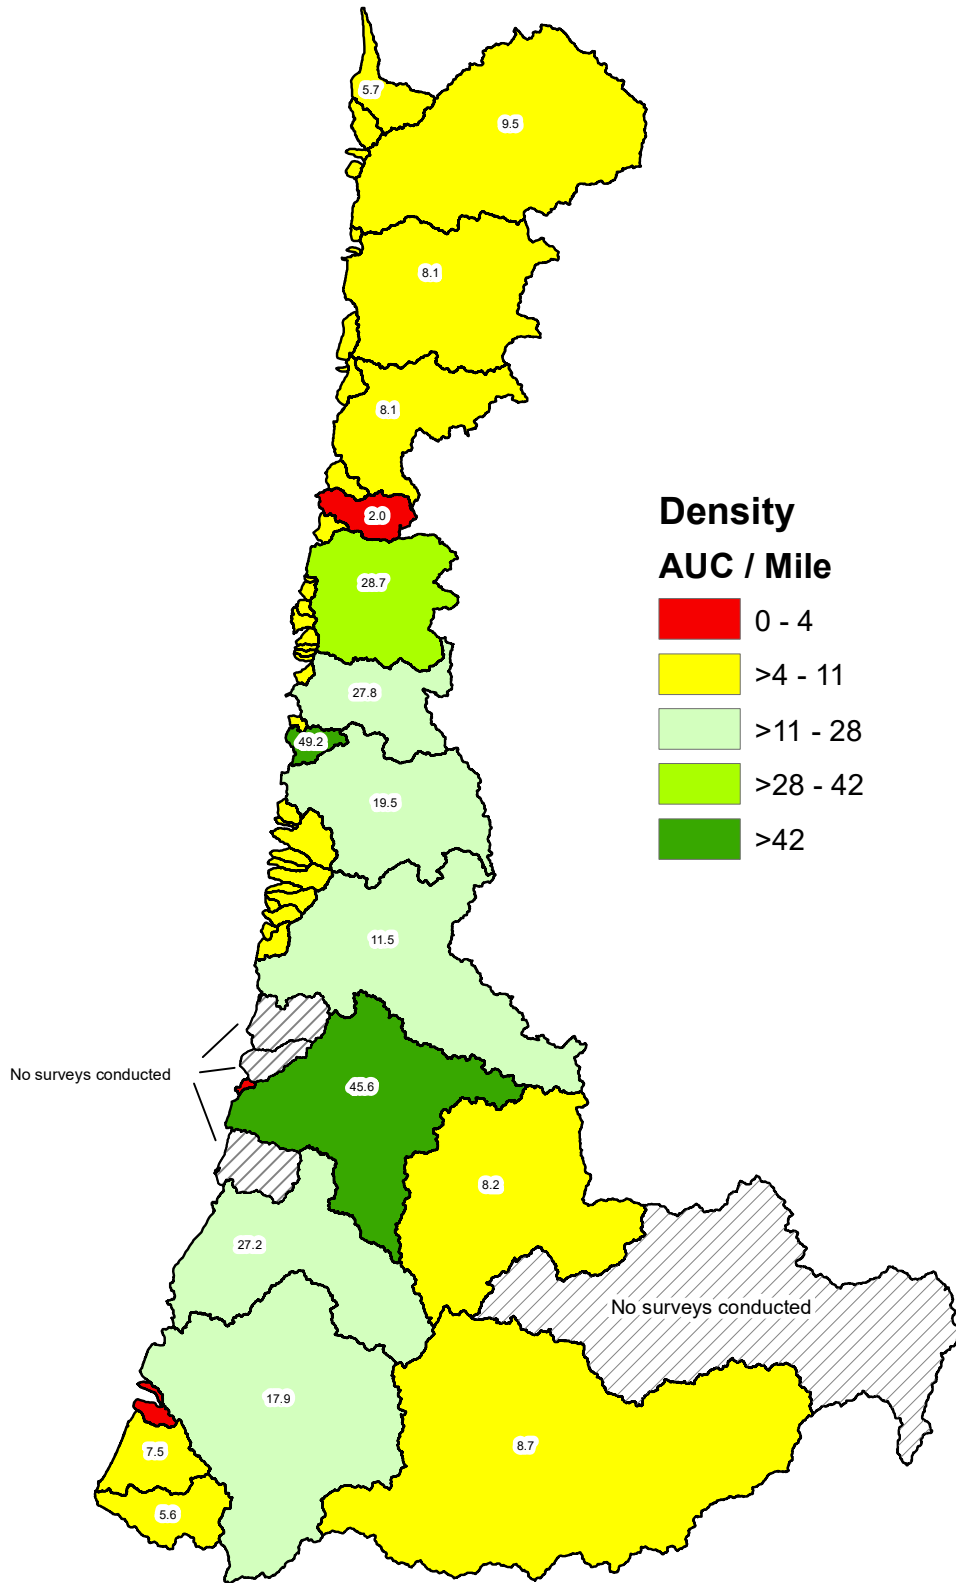 5.7
9.5
8.1
8.1
2.0
28.7
27.8
49.2
19.5
11.5
45.6
8.2
27.2
17.9
8.7
7.5
5.6
No surveys conducted
No surveys conducted
Density
AUC / Mile
0 - 4
>4 - 11
>11 - 28
>28 - 42
>42